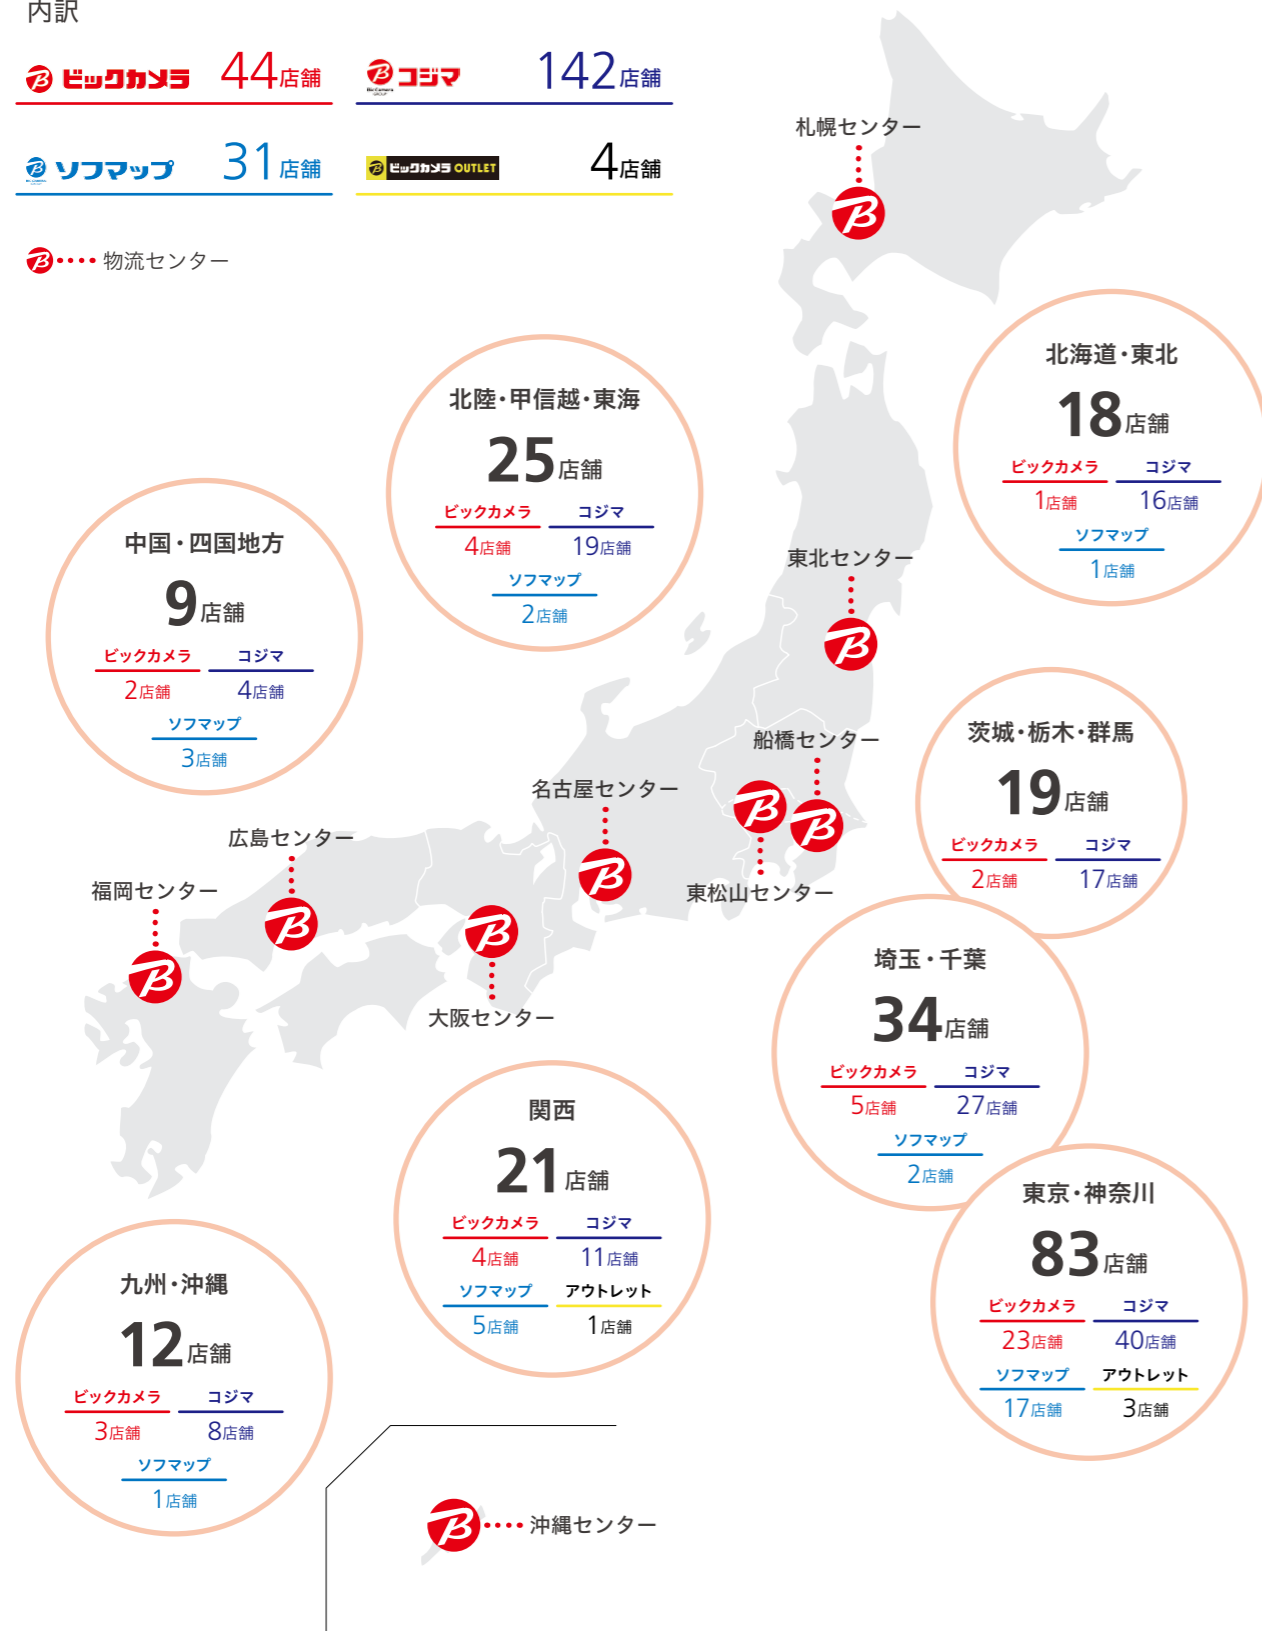 内訳
ビックカメラ 44店舗
コジマ 142店舗
ソフマップ 31店舗
ビックカメラ OUTLET 4店舗
物流センター
札幌センター
北海道・東北
18店舗
ビックカメラ コジマ
1店舗 16店舗
ソフマップ
1店舗
北陸・甲信越・東海
25店舗
ビックカメラ コジマ
4店舗 19店舗
ソフマップ
2店舗
中国・四国地方
9店舗
ビックカメラ コジマ
2店舗 4店舗
ソフマップ
3店舗
東北センター
船橋センター
茨城・栃木・群馬
19店舗
ビックカメラ コジマ
2店舗 17店舗
名古屋センター
広島センター
福岡センター
東松山センター
大阪センター
埼玉・千葉
34店舗
ビックカメラ コジマ
5店舗 27店舗
ソフマップ
2店舗
関西
21店舗
ビックカメラ コジマ
4店舗 11店舗
ソフマップ アウトレット
5店舗 1店舗
東京・神奈川
83店舗
ビックカメラ コジマ
23店舗 40店舗
ソフマップ アウトレット
17店舗 3店舗
九州・沖縄
12店舗
ビックカメラ コジマ
3店舗 8店舗
ソフマップ
1店舗
沖縄センター